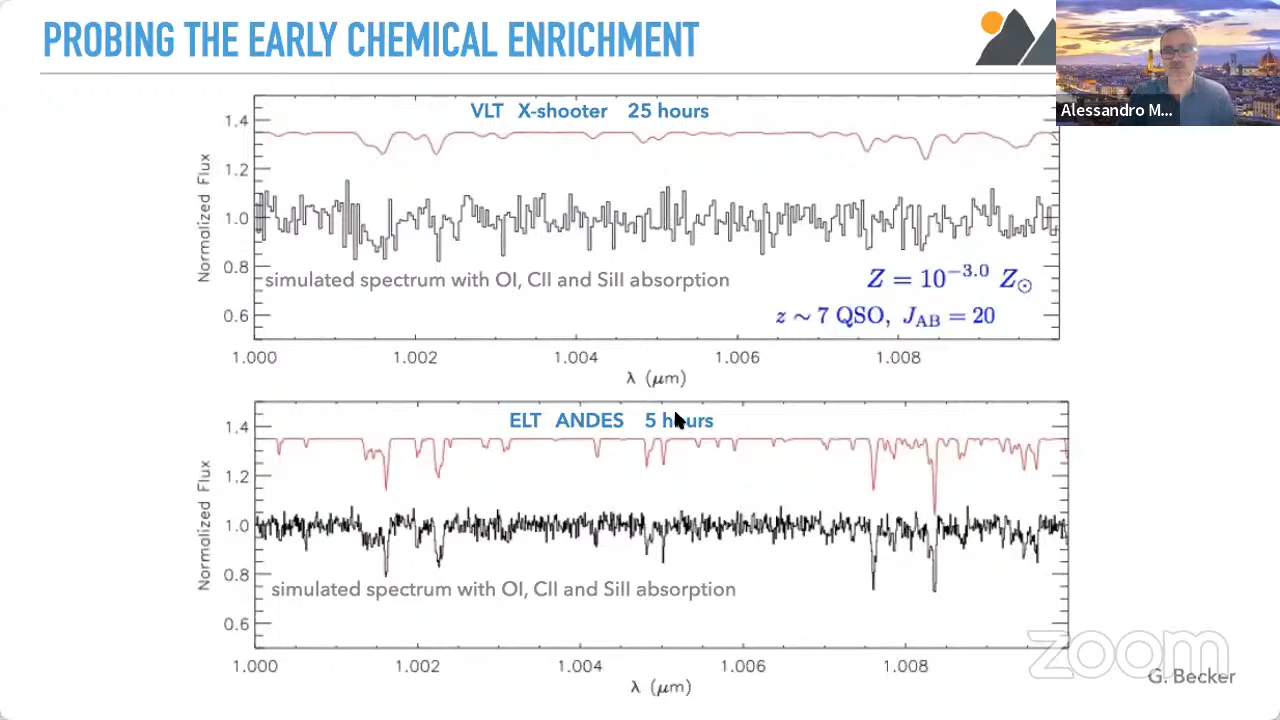 PROBING THE EARLY CHEMICAL ENRICHMENT
Alessandro M...
VLT X-shooter 25 hours
1.4
1.2
1.0
0.8
0.6
Normalized Flux
simulated spectrum with OI, CII and SiII absorption
Z = 10^{-3.0} Z_⊙
z ~ 7 QSO, J_AB = 20
1.000 1.002 1.004 1.006 1.008
λ (μm)
ELT ANDES 5 hours
1.4
1.2
1.0
0.8
0.6
Normalized Flux
simulated spectrum with OI, CII and SiII absorption
1.000 1.002 1.004 1.006 1.008
λ (μm)
zoom
G. Becker